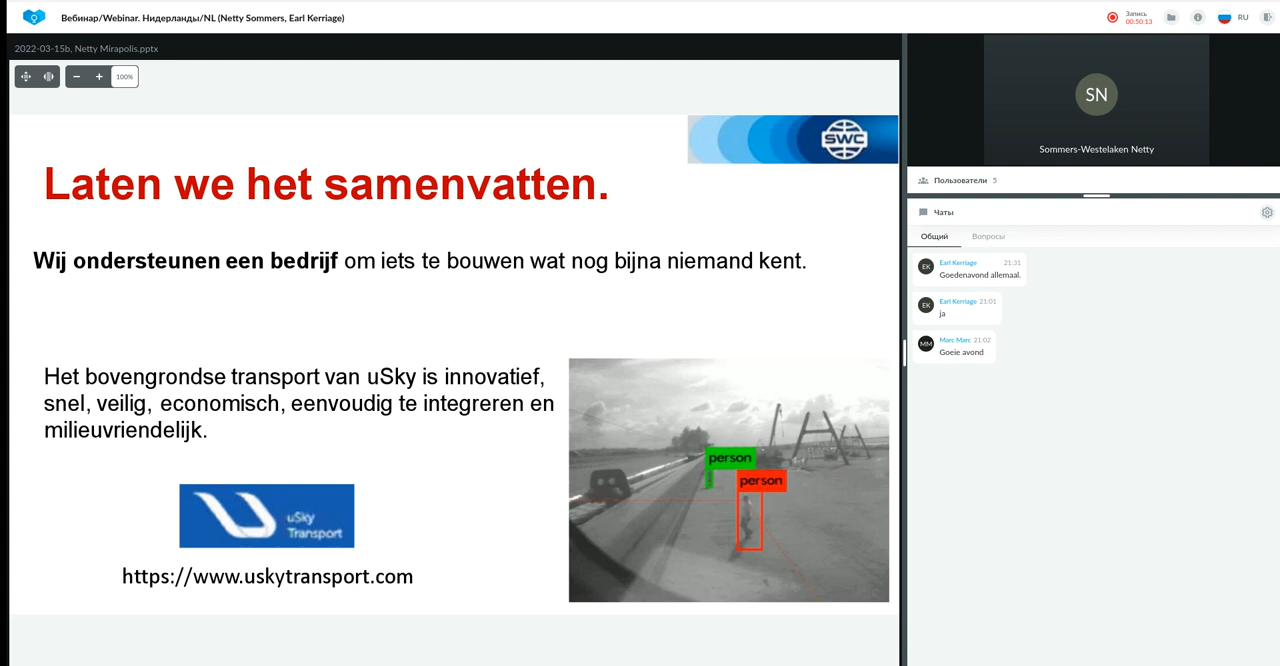 Вебинар/Webinar. Нидерланды/NL (Netty Sommers, Earl Kerriage)
Запись
00:50:13
RU
2022-03-15b, Netty Mirapolis.pptx
100%
SWC
Laten we het samenvatten.
Wij ondersteunen een bedrijf om iets te bouwen wat nog bijna niemand kent.
Het bovengrondse transport van uSky is innovatief,
snel, veilig, economisch, eenvoudig te integreren en
milieuvriendelijk.
person
person
uSky
Transport
https://www.uskytransport.com
SN
Sommers-Westelaken Netty
Пользователи 5
Чаты
Общий
Вопросы
EK
Earl Kerriage 21:31
Goedenavond allemaal.
EK
Earl Kerriage 21:01
ja
MM
Marc Marc 21:02
Goeie avond